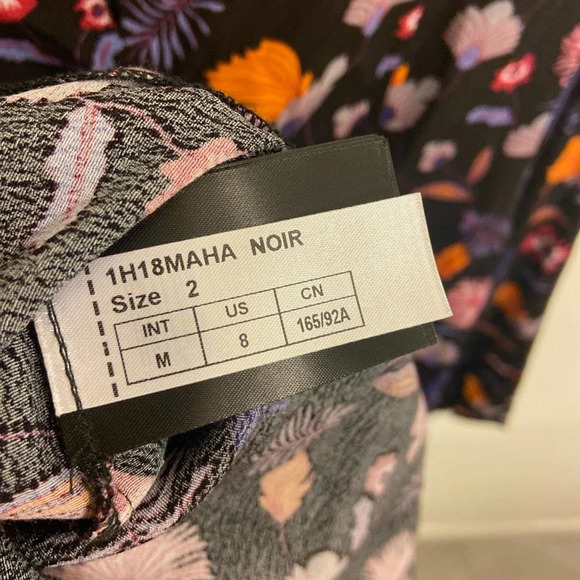 1H18MAHA NOIR
Size 2
INT US CN
M 8 165/92A